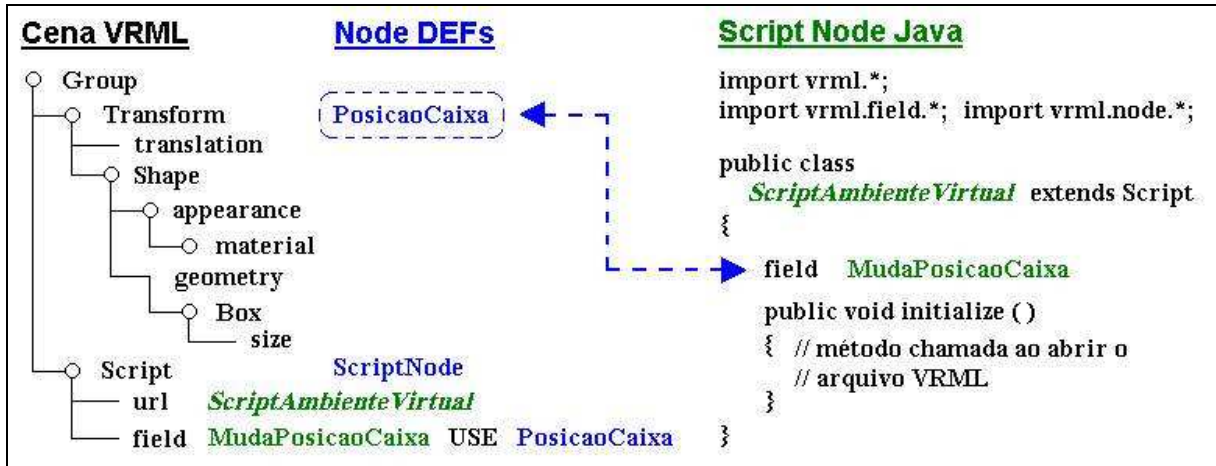 Cena VRML
Node DEFs
Script Node Java
Group
Transform
PosicaoCaixa
translation
Shape
appearance
material
geometry
Box
size
Script
ScriptNode
url ScriptAmbienteVirtual
field MudaPosicaoCaixa USE PosicaoCaixa
import vrml.*;
import vrml.field.*; import vrml.node.*;
public class
ScriptAmbienteVirtual extends Script
{
field MudaPosicaoCaixa
public void initialize ( )
{ // método chamada ao abrir o
// arquivo VRML
}
}